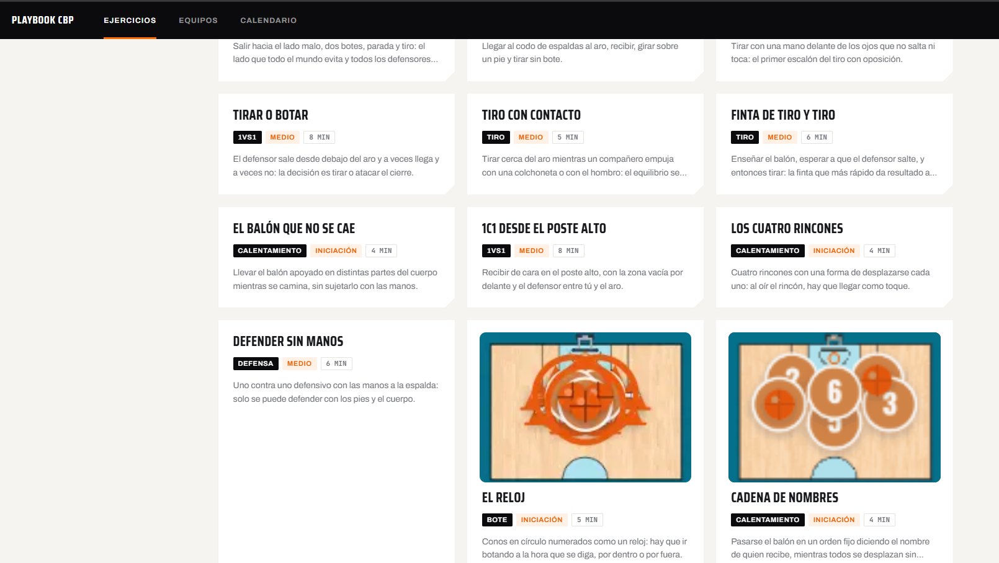 PLAYBOOK CBP
EJERCICIOS
EQUIPOS
CALENDARIO
Salir hacia el lado malo, dos botes, parada y tiro: el
lado que todo el mundo evita y todos los defensores...
Llegar al codo de espaldas al aro, recibir, girar sobre
un pie y tirar sin bote.
Tirar con una mano delante de los ojos que no salta ni
toca: el primer escalón del tiro con oposición.
TIRAR O BOTAR
1VS1 MEDIO 8 MIN
El defensor sale desde debajo del aro y a veces llega y
a veces no: la decisión es tirar o atacar el cierre.
TIRO CON CONTACTO
TIRO MEDIO 5 MIN
Tirar cerca del aro mientras un compañero empuja
con una colchoneta o con el hombro: el equilibrio se...
FINTA DE TIRO Y TIRO
TIRO MEDIO 6 MIN
Enseñar el balón, esperar a que el defensor salte, y
entonces tirar: la finta que más rápido da resultado a...
EL BALÓN QUE NO SE CAE
CALENTAMIENTO INICIACIÓN 4 MIN
Llevar el balón apoyado en distintas partes del cuerpo
mientras se camina, sin sujetarlo con las manos.
1C1 DESDE EL POSTE ALTO
1VS1 MEDIO 8 MIN
Recibir de cara en el poste alto, con la zona vacía por
delante y el defensor entre tú y el aro.
LOS CUATRO RINCONES
CALENTAMIENTO INICIACIÓN 4 MIN
Cuatro rincones con una forma de desplazarse cada
uno: al oír el rincón, hay que llegar como toque.
DEFENDER SIN MANOS
DEFENSA MEDIO 6 MIN
Uno contra uno defensivo con las manos a la espalda:
solo se puede defender con los pies y el cuerpo.
EL RELOJ
BOTE INICIACIÓN 5 MIN
Conos en círculo numerados como un reloj: hay que ir
botando a la hora que se diga, por dentro o por fuera.
2
6
3
5
CADENA DE NOMBRES
CALENTAMIENTO INICIACIÓN 4 MIN
Pasarse el balón en un orden fijo diciendo el nombre
de quien recibe, mientras todos se desplazan sin...